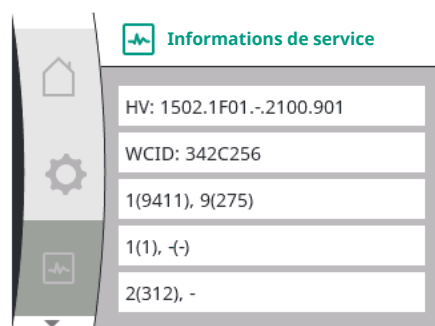 Informations de service
HV: 1502.1F01.-.2100.901
WCID: 342C256
1(9411), 9(275)
1(1), -(-)
2(312), -